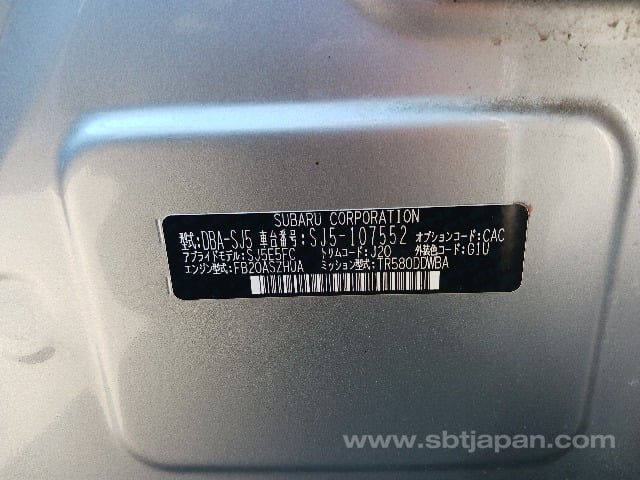 SUBARU CORPORATION
型式:DBA-SJ5 車台番号:SJ5-107552 オプションコード:CAC
アプライドモデル:SJ5E5FC トリムコード:J20 外装色コード:G1U
エンジン型式:FB20ASZHUA ミッション型式:TR580DDWBA
www.sbtjapan.com